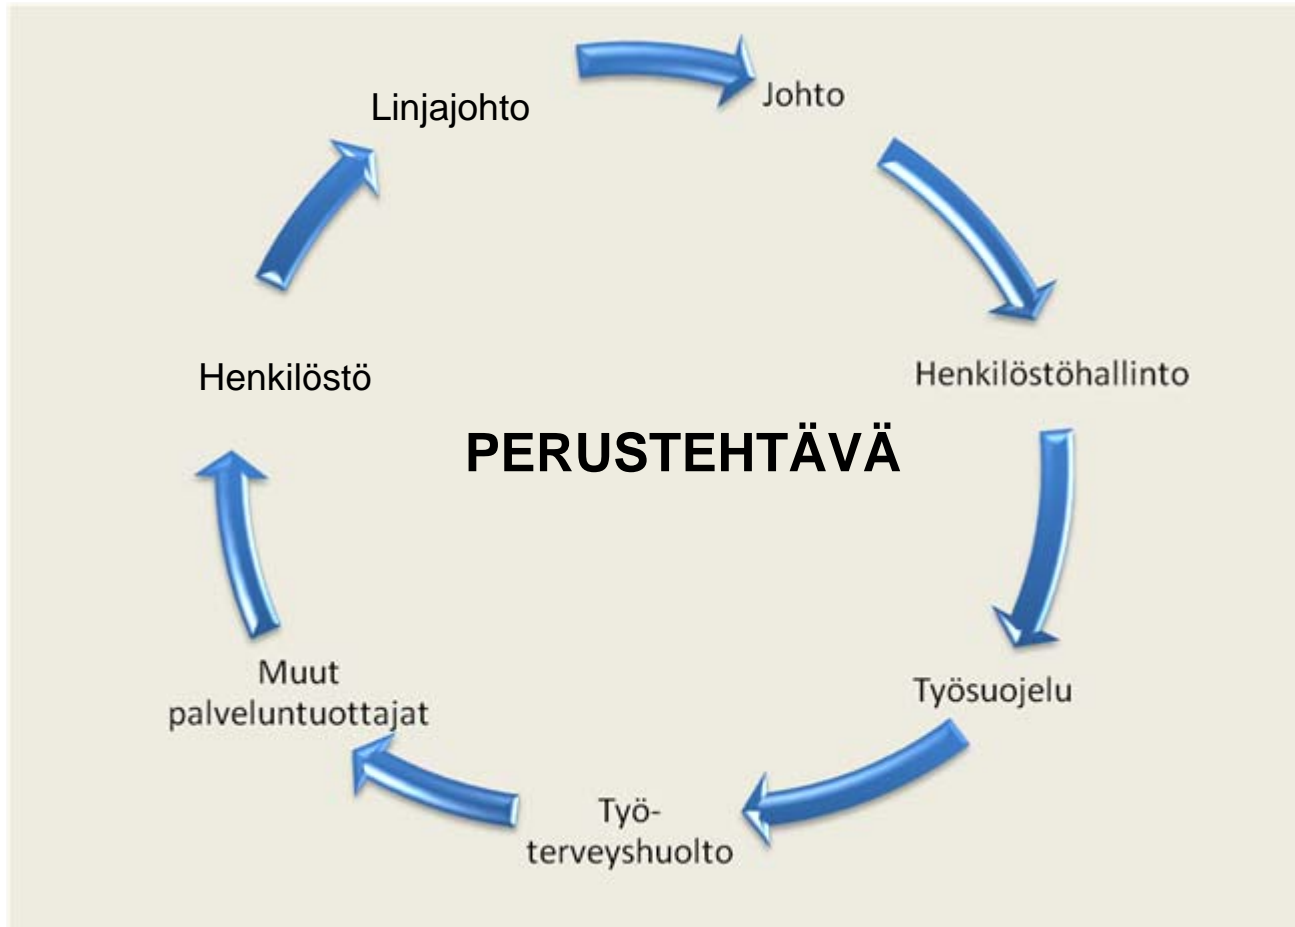 Linjajohto
Johto
Henkilöstö
Henkilöstöhallinto
PERUSTEHTÄVÄ
Muut
palveluntuottajat
Työsuojelu
Työ-
terveyshuolto